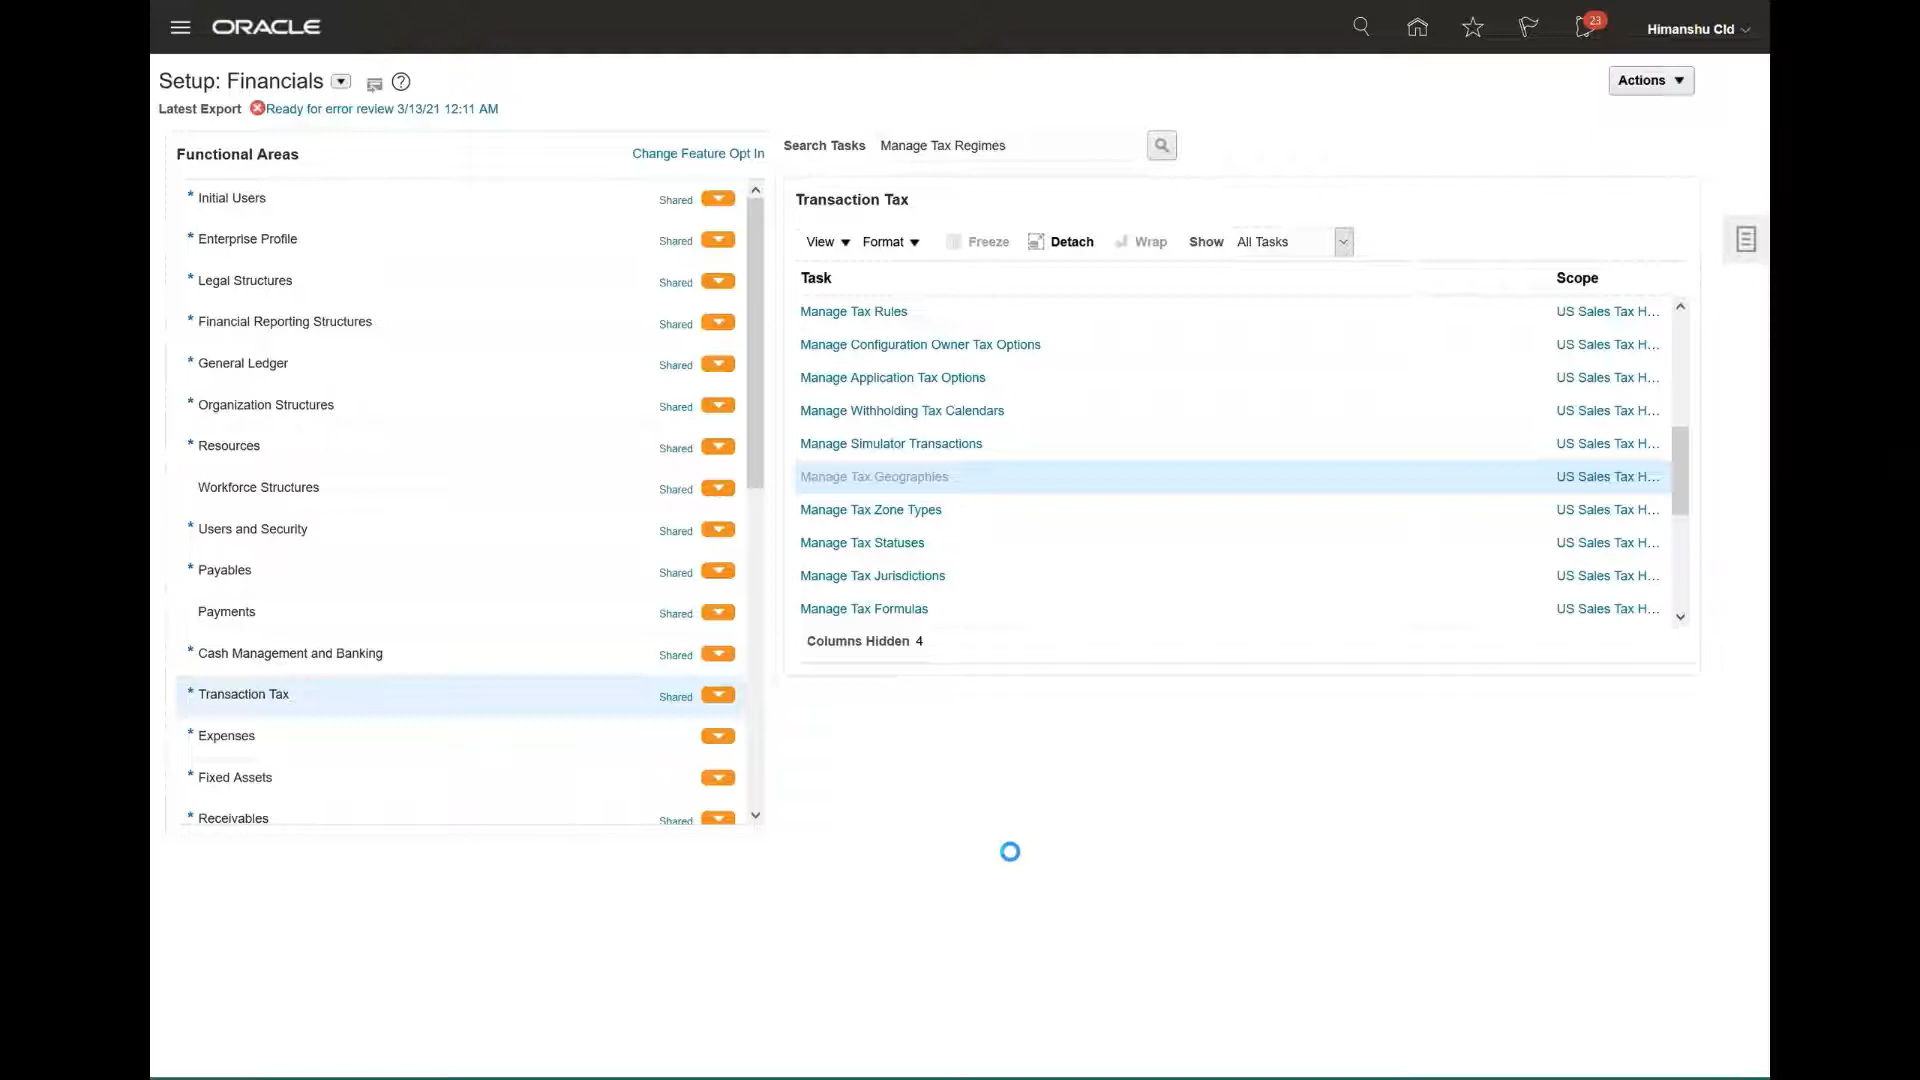 ORACLE
23
Himanshu Cld
Setup: Financials
Actions
Latest Export Ready for error review 3/13/21 12:11 AM
Functional Areas
Change Feature Opt In
* Initial Users Shared
* Enterprise Profile Shared
* Legal Structures Shared
* Financial Reporting Structures Shared
* General Ledger Shared
* Organization Structures Shared
* Resources Shared
Workforce Structures Shared
* Users and Security Shared
* Payables Shared
Payments Shared
* Cash Management and Banking Shared
* Transaction Tax Shared
* Expenses
* Fixed Assets
* Receivables Shared
Search Tasks Manage Tax Regimes
Transaction Tax
View Format Freeze Detach Wrap Show All Tasks
Task Scope
Manage Tax Rules US Sales Tax H...
Manage Configuration Owner Tax Options US Sales Tax H...
Manage Application Tax Options US Sales Tax H...
Manage Withholding Tax Calendars US Sales Tax H...
Manage Simulator Transactions US Sales Tax H...
Manage Tax Geographies US Sales Tax H...
Manage Tax Zone Types US Sales Tax H...
Manage Tax Statuses US Sales Tax H...
Manage Tax Jurisdictions US Sales Tax H...
Manage Tax Formulas US Sales Tax H...
Columns Hidden 4